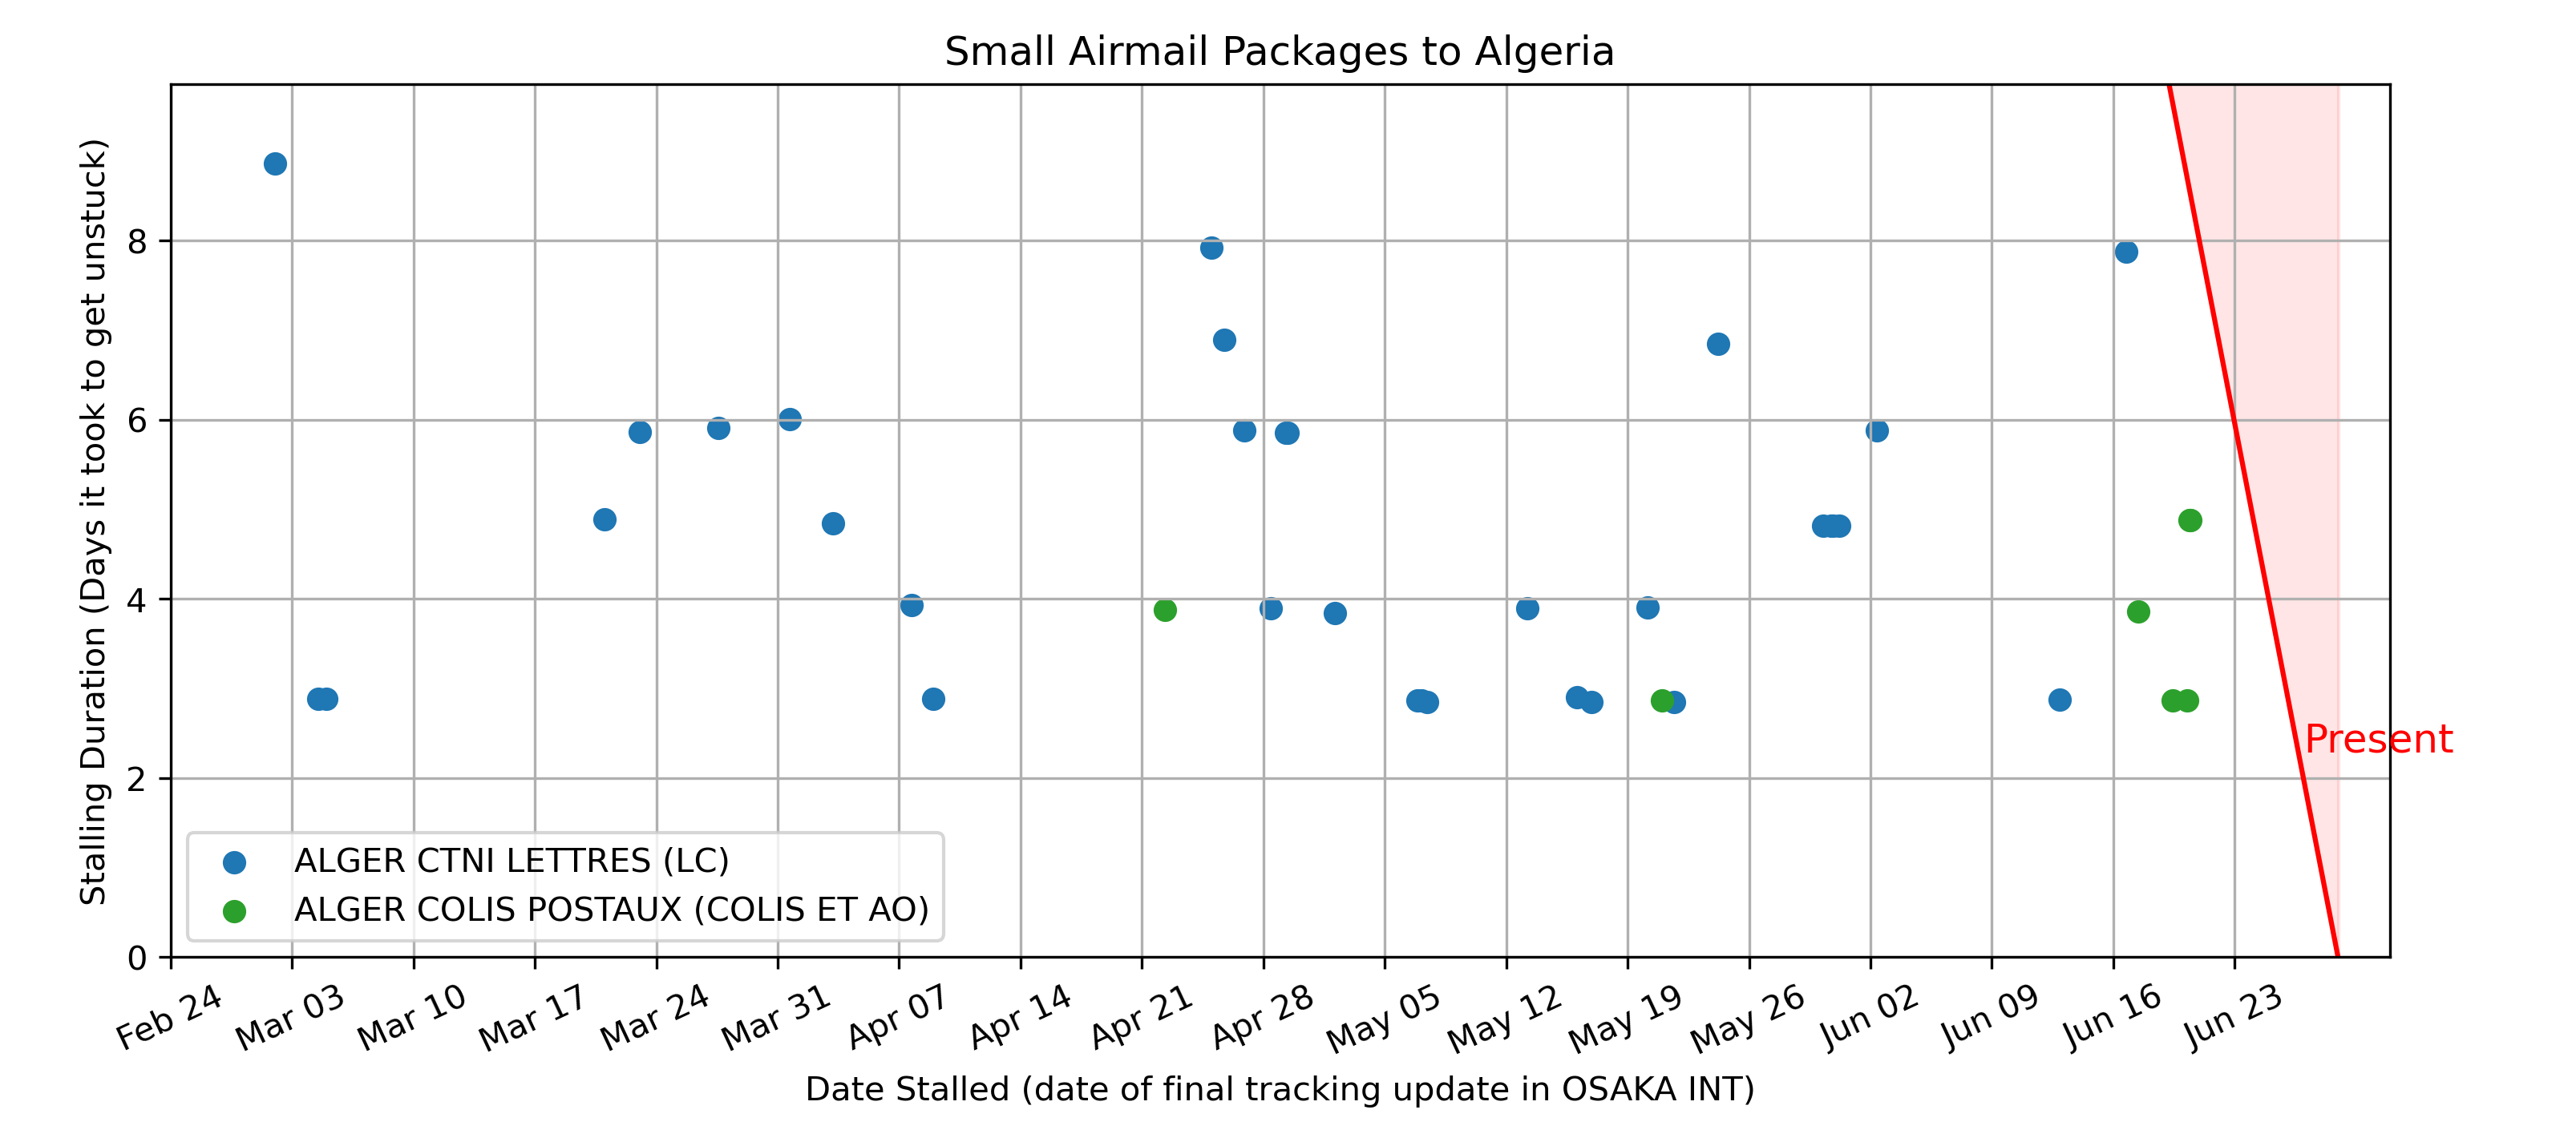 Small Airmail Packages to Algeria
Stalling Duration (Days it took to get unstuck)
8
6
4
2
0
Present
ALGER CTNI LETTRES (LC)
ALGER COLIS POSTAUX (COLIS ET AO)
Feb 24
Mar 03
Mar 10
Mar 17
Mar 24
Mar 31
Apr 07
Apr 14
Apr 21
Apr 28
May 05
May 12
May 19
May 26
Jun 02
Jun 09
Jun 16
Jun 23
Date Stalled (date of final tracking update in OSAKA INT)